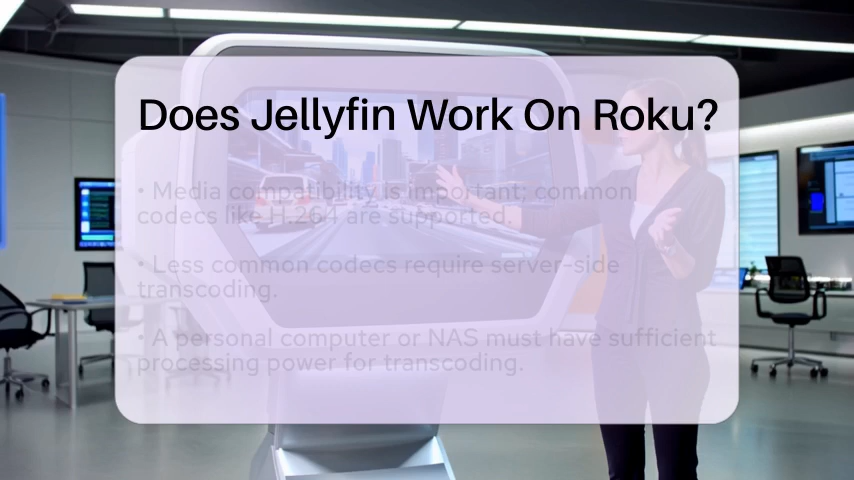 Does Jellyfin Work On Roku?
• Media compatibility is important; common
codecs like H.264 are supported.
• Less common codecs require server-side
transcoding.
• A personal computer or NAS must have sufficient
processing power for transcoding.